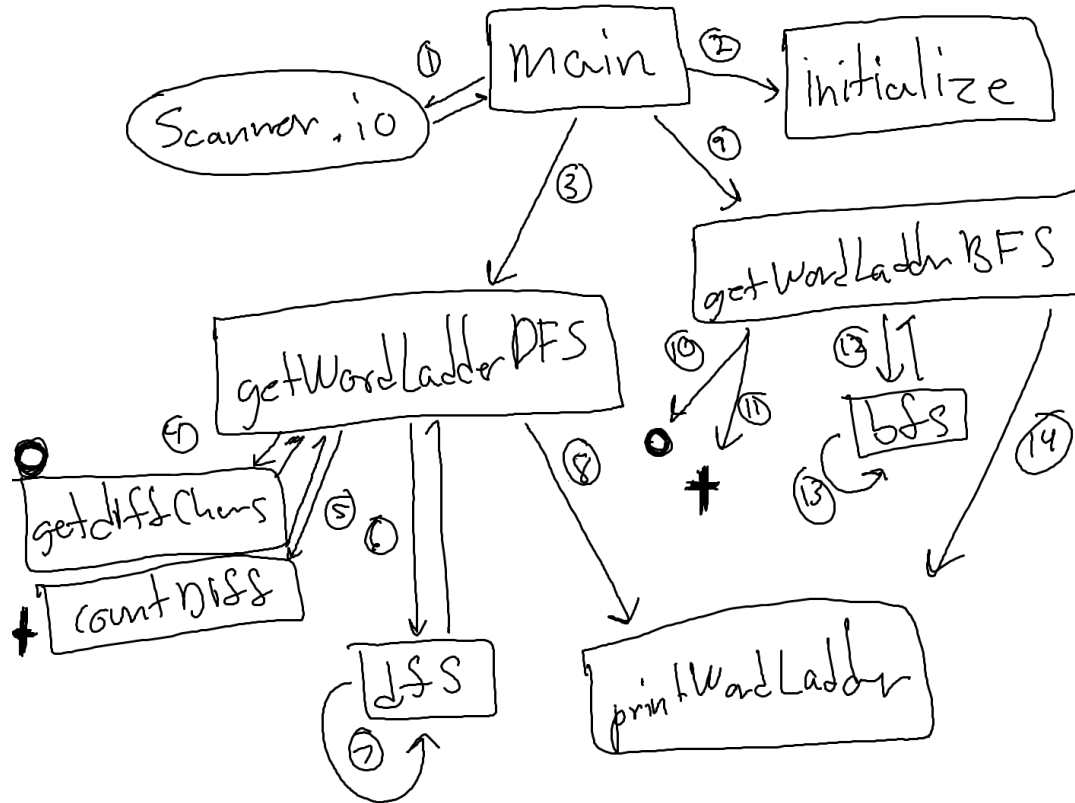 ①
main
②
initialize
Scanner.io
③
⑨
getWordLadderBFS
getWordLadderDFS
⑩
⑪
⑫
bfs
⑬
⑭
④
getdiffChars
⑤
countDiff
⑥
⑧
dfs
⑦
printWordLadder